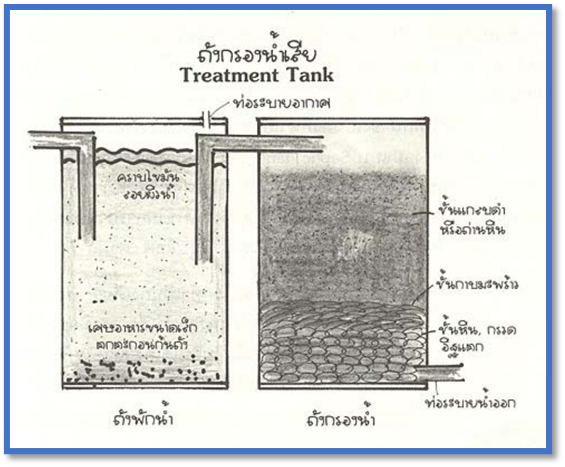 ถังกรองน้ำเสีย
Treatment Tank
ท่อระบายอากาศ
คราบไขมัน
ลอยผิวน้ำ
ชั้นแกลบดำ
หรือถ่านหิน
ชั้นกาบมะพร้าว
เศษอาหารขนาดเล็ก
ตกตะกอนก้นถัง
ชั้นหิน, กรวด
อิฐแตก
ท่อระบายน้ำออก
ถังพักน้ำ
ถังกรองน้ำ